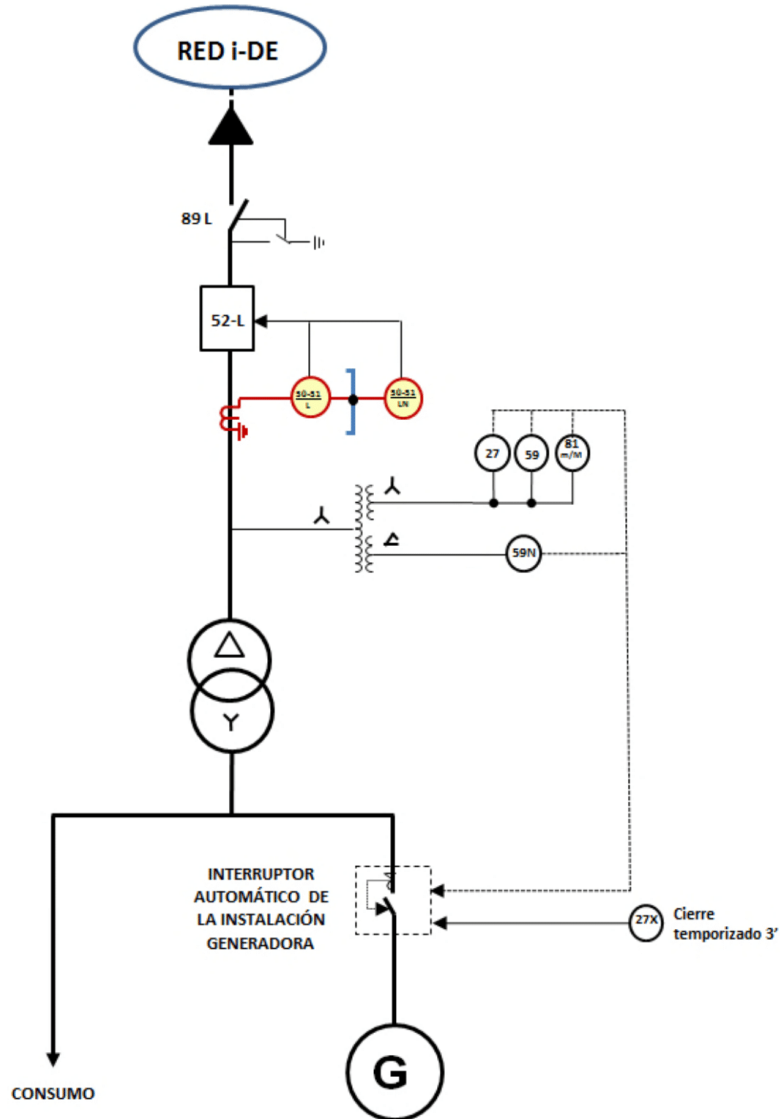 RED i-DE
89 L
52-L
50-51
L
50-51
LN
27
59
81
m/M
59N
Y
INTERRUPTOR
AUTOMÁTICO DE
LA INSTALACIÓN
GENERADORA
27X
Cierre
temporizado 3'
G
CONSUMO